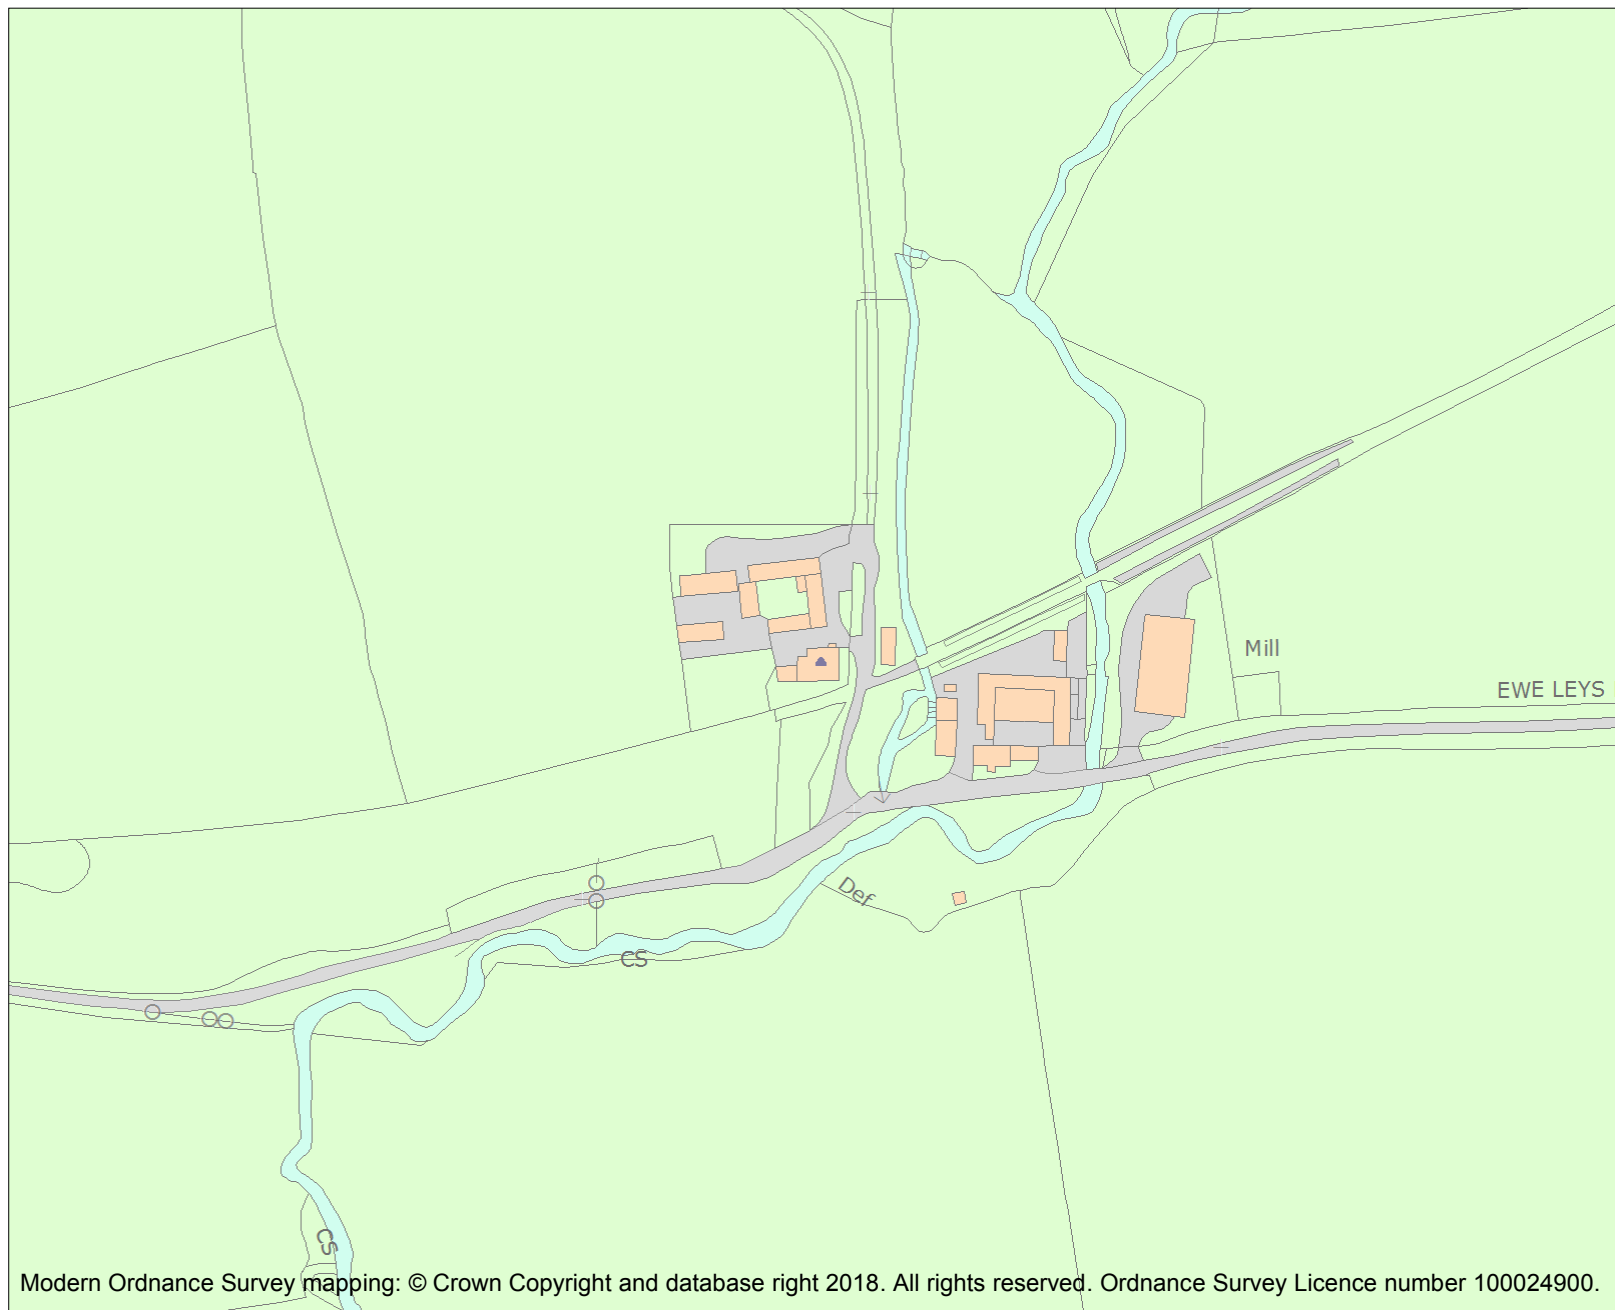 Mill
EWE LEYS
Def
CS
CS
Modern Ordnance Survey mapping: © Crown Copyright and database right 2018. All rights reserved. Ordnance Survey Licence number 100024900.